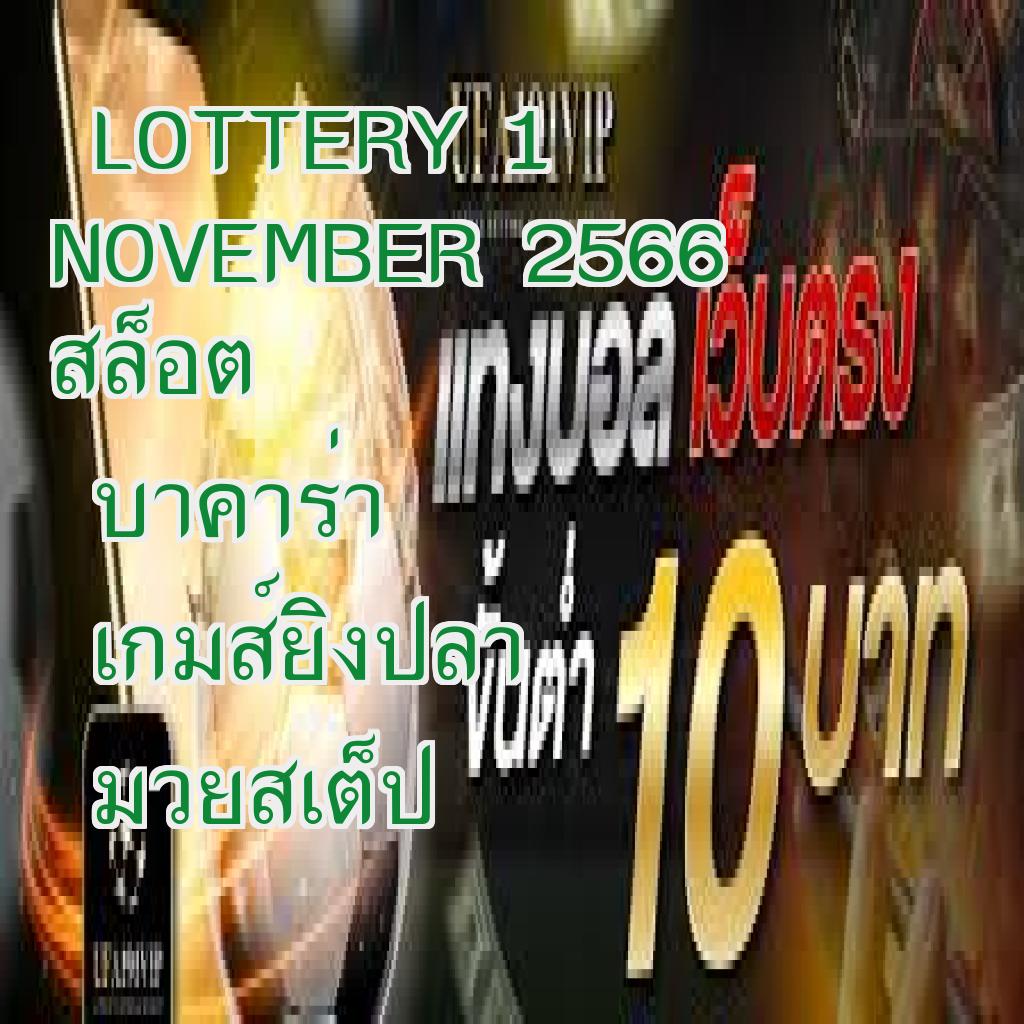 LOTTERY 1
NOVEMBER 2566
สล็อต
บาคาร่า
เกมส์ยิงปลา
มวยสเต็ป
แทงบอล เว็บตรง
ขั้นต่ำ 10 บาท